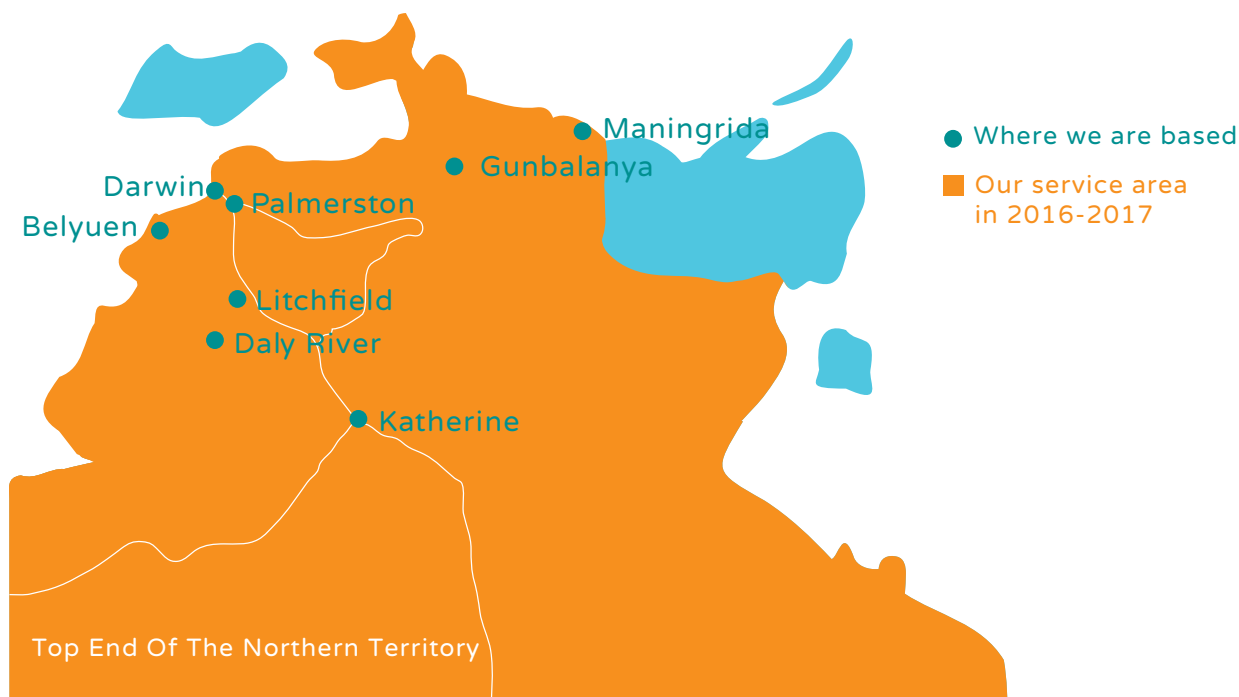 Maningrida
Where we are based
Gunbalanya
Darwin
Our service area
in 2016-2017
Palmerston
Belyuen
Litchfield
Daly River
Katherine
Top End Of The Northern Territory